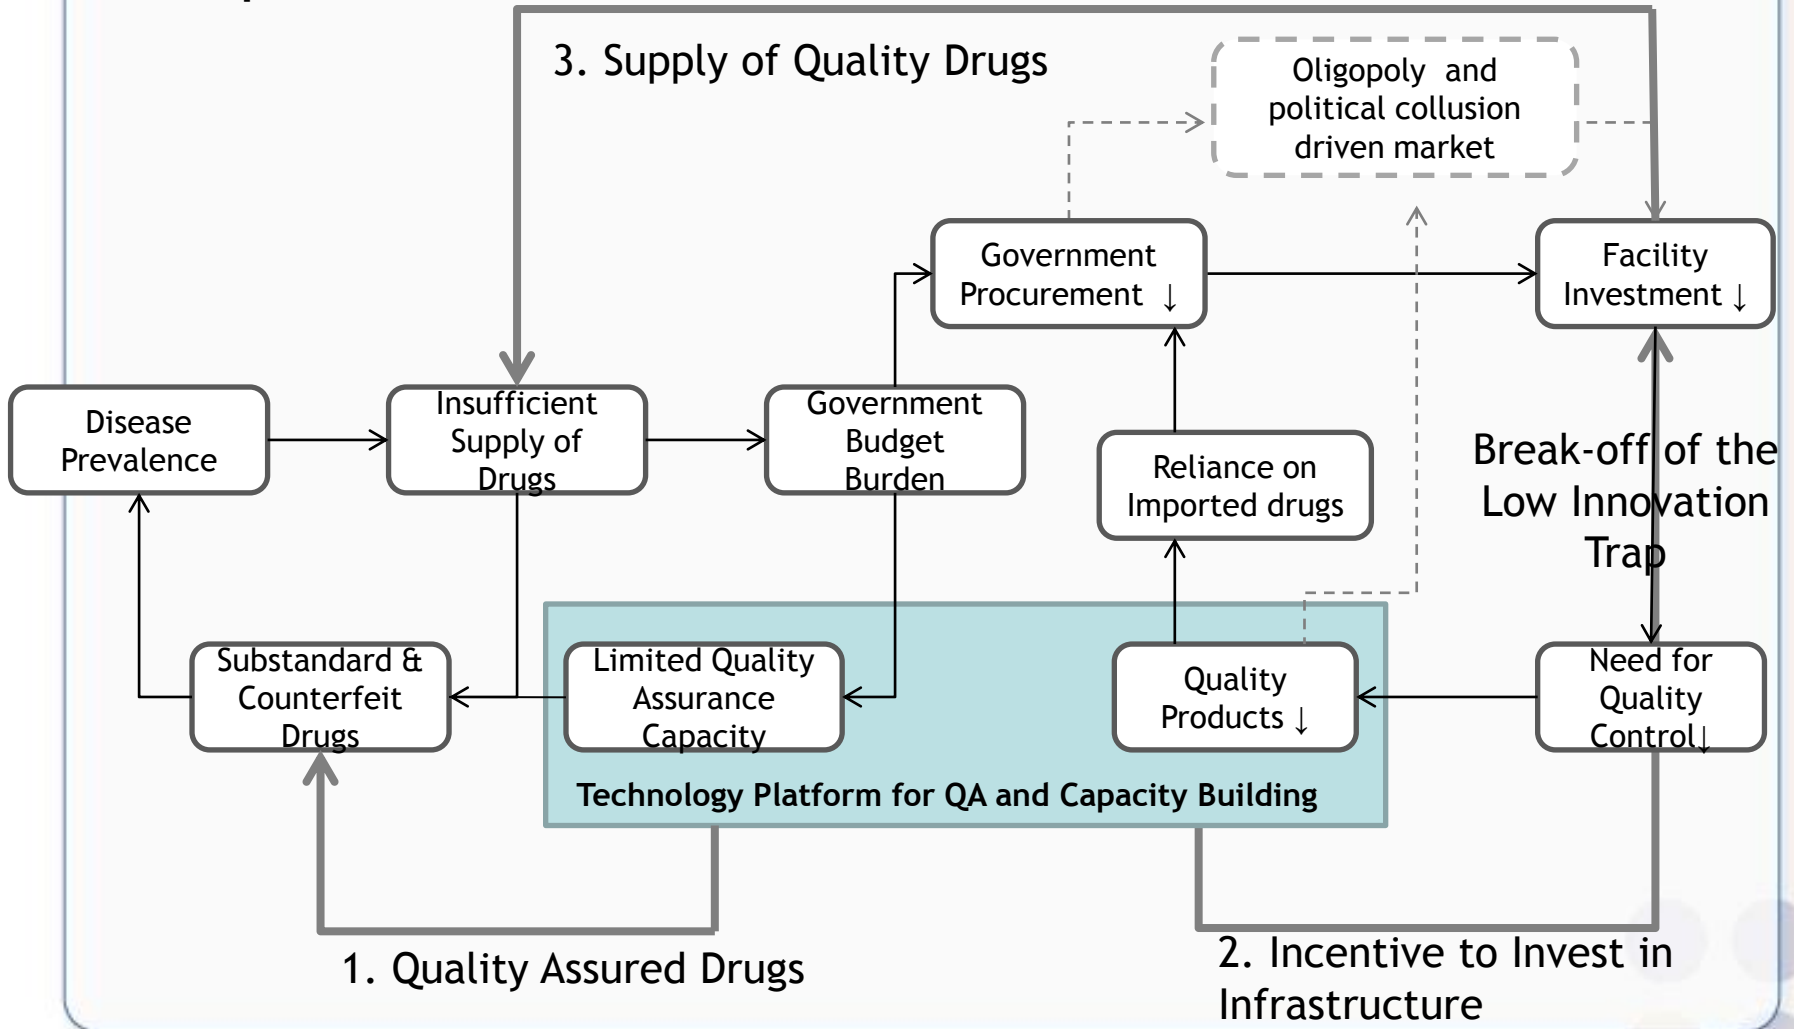 3. Supply of Quality Drugs
Oligopoly and
political collusion
driven market
Government
Procurement ↓
Facility
Investment ↓
Disease
Prevalence
Insufficient
Supply of
Drugs
Government
Budget
Burden
Reliance on
Imported drugs
Break-off of the
Low Innovation
Trap
Substandard &
Counterfeit
Drugs
Limited Quality
Assurance
Capacity
Quality
Products ↓
Need for
Quality
Control↓
Technology Platform for QA and Capacity Building
1. Quality Assured Drugs
2. Incentive to Invest in
Infrastructure